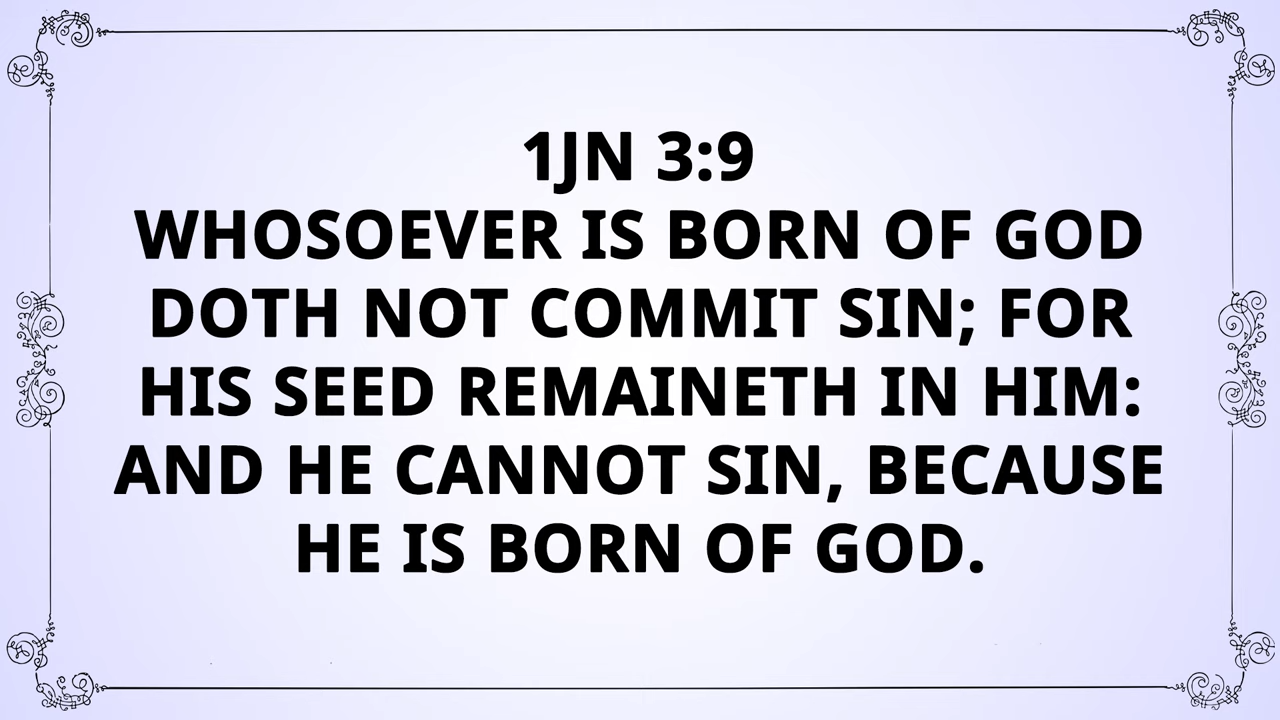 1JN 3:9
WHOSOEVER IS BORN OF GOD
DOTH NOT COMMIT SIN; FOR
HIS SEED REMAINETH IN HIM:
AND HE CANNOT SIN, BECAUSE
HE IS BORN OF GOD.